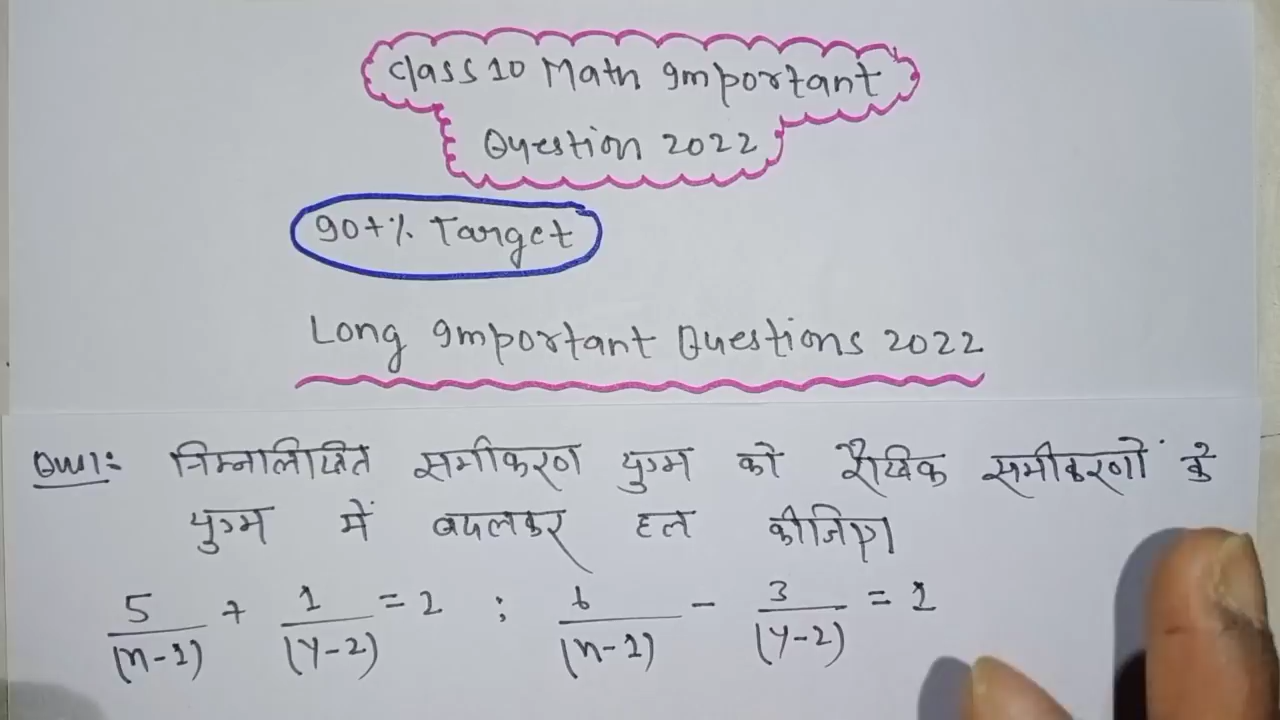 Class 10 Math Important
Question 2022
90+% Target
Long Important Questions 2022
Qus1:- निम्नलिखित समीकरण युग्म को रैखिक समीकरणों के
युग्म में बदलकर हल कीजिए।
5/(x-1) + 1/(y-2) = 2 ; 6/(x-1) - 3/(y-2) = 1